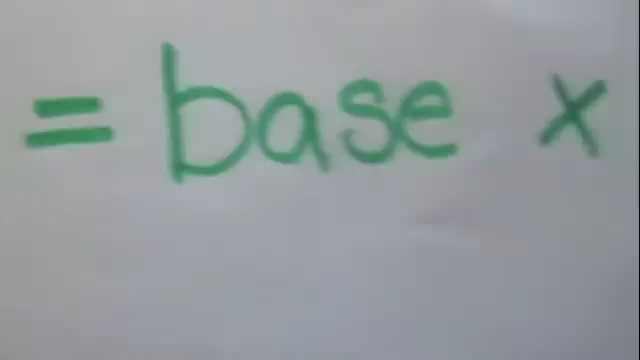 = base x